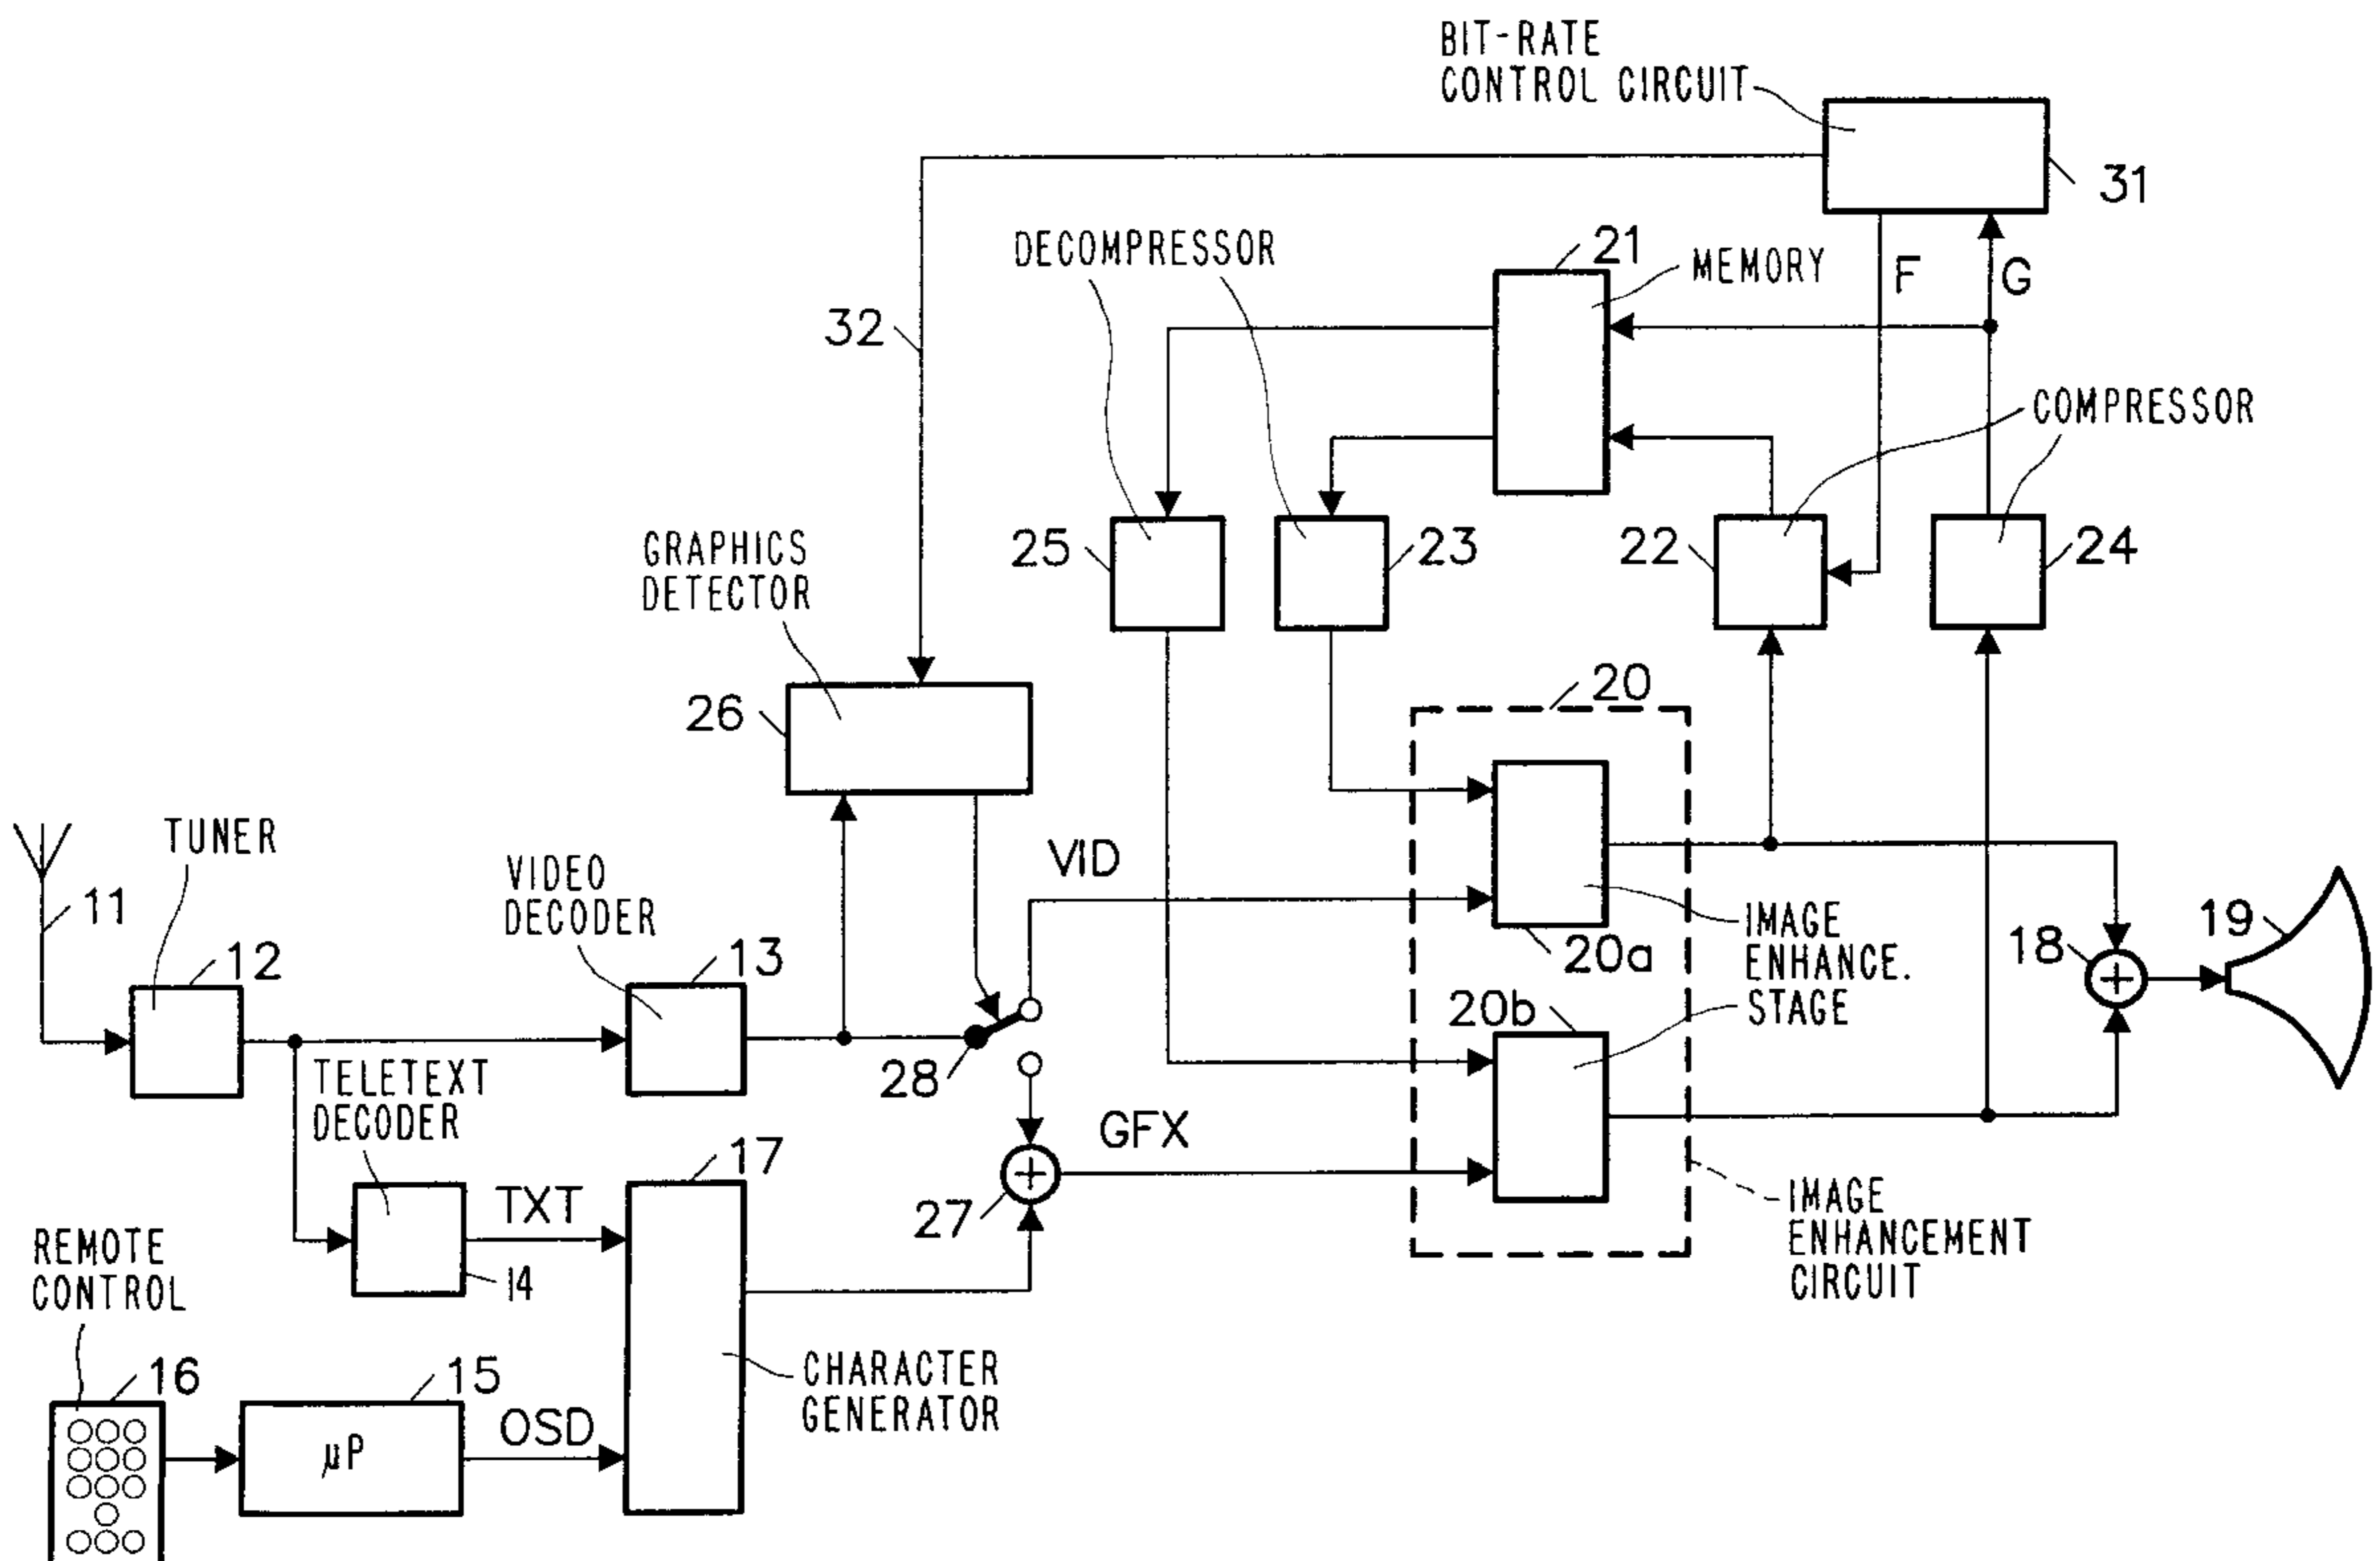 BIT-RATE
CONTROL CIRCUIT
31
DECOMPRESSOR
21
MEMORY
F
G
32
COMPRESSOR
GRAPHICS
DETECTOR
25
23
22
24
26
20
TUNER
VIDEO
DECODER
VID
11
12
13
20a
IMAGE
ENHANCE.
STAGE
18
19
20b
TELETEXT
DECODER
28
GFX
17
TXT
27
14
IMAGE
ENHANCEMENT
CIRCUIT
REMOTE
CONTROL
16
15
OSD
CHARACTER
GENERATOR
μP